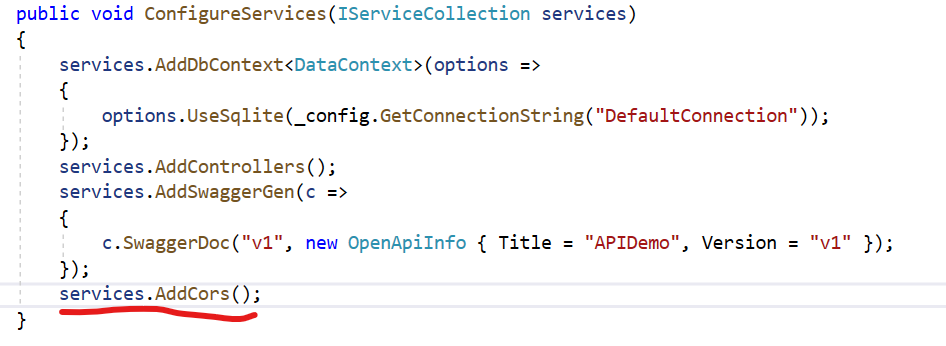 public void ConfigureServices(IServiceCollection services)
{
services.AddDbContext<DataContext>(options =>
{
options.UseSqlite(_config.GetConnectionString("DefaultConnection"));
});
services.AddControllers();
services.AddSwaggerGen(c =>
{
c.SwaggerDoc("v1", new OpenApiInfo { Title = "APIDemo", Version = "v1" });
});
services.AddCors();
}